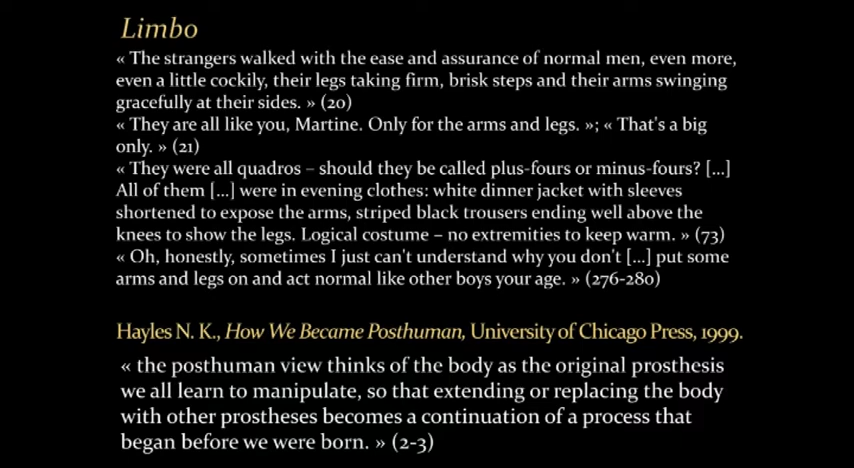 Limbo
« The strangers walked with the ease and assurance of normal men, even more,
even a little cockily, their legs taking firm, brisk steps and their arms swinging
gracefully at their sides. » (20)
« They are all like you, Martine. Only for the arms and legs. »; « That's a big
only. » (21)
« They were all quadros – should they be called plus-fours or minus-fours? [...]
All of them [...] were in evening clothes: white dinner jacket with sleeves
shortened to expose the arms, striped black trousers ending well above the
knees to show the legs. Logical costume – no extremities to keep warm. » (73)
« Oh, honestly, sometimes I just can't understand why you don't [...] put some
arms and legs on and act normal like other boys your age. » (276-280)
Hayles N. K., How We Became Posthuman, University of Chicago Press, 1999.
« the posthuman view thinks of the body as the original prosthesis
we all learn to manipulate, so that extending or replacing the body
with other prostheses becomes a continuation of a process that
began before we were born. » (2-3)